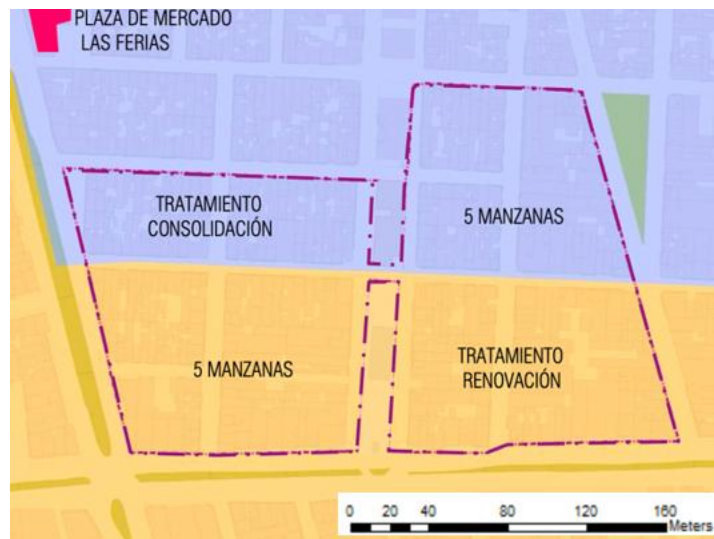 PLAZA DE MERCADO
LAS FERIAS
TRATAMIENTO
CONSOLIDACIÓN
5 MANZANAS
5 MANZANAS
TRATAMIENTO
RENOVACIÓN
0 20 40 80 120 160
Meters